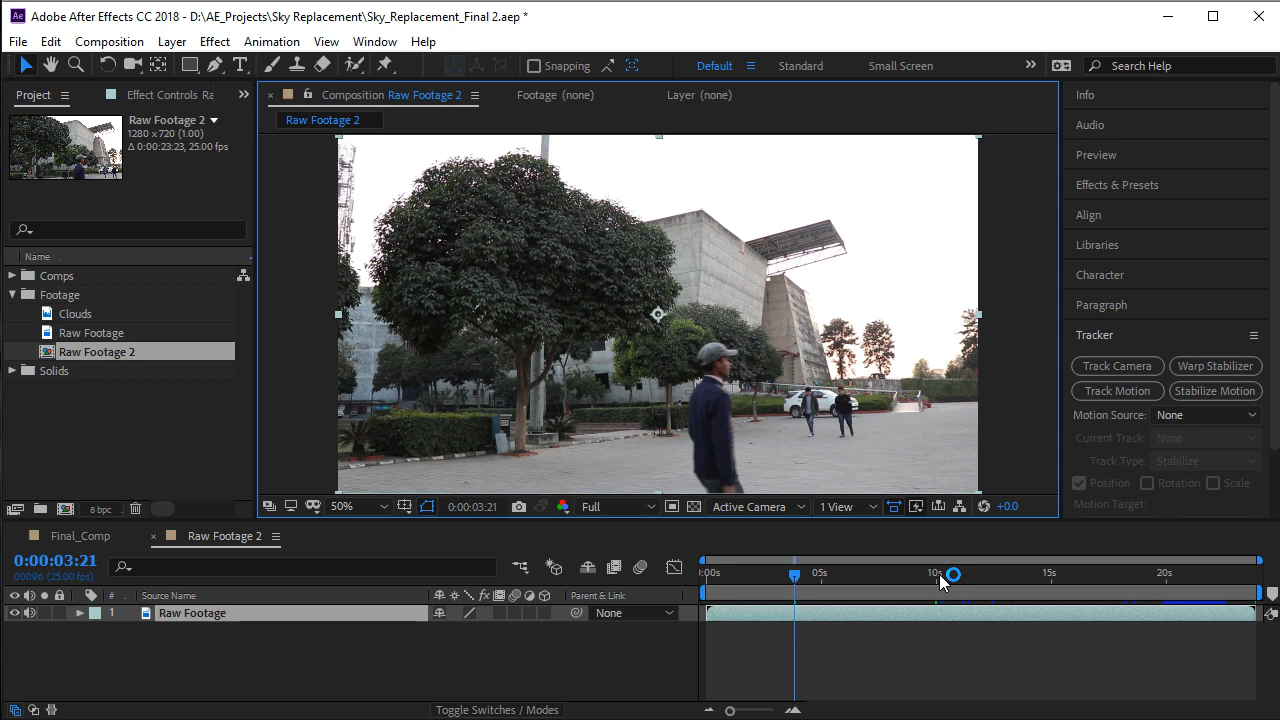 Ae Adobe After Effects CC 2018 - D:\AE_Projects\Sky Replacement\Sky_Replacement_Final 2.aep *
File Edit Composition Layer Effect Animation View Window Help
Snapping Default Standard Small Screen Search Help
Project Effect Controls Ra
Composition Raw Footage 2 Footage (none) Layer (none)
Raw Footage 2
1280 x 720 (1.00)
Δ 0:00:23:23, 25.00 fps
Raw Footage 2
Name
Comps
Footage
Clouds
Raw Footage
Raw Footage 2
Solids
8 bpc
50% 0:00:03:21 Full Active Camera 1 View +0.0
Info
Audio
Preview
Effects & Presets
Align
Libraries
Character
Paragraph
Tracker
Track Camera Warp Stabilizer
Track Motion Stabilize Motion
Motion Source: None
Current Track: None
Track Type: Stabilize
Position Rotation Scale
Motion Target:
Final_Comp Raw Footage 2
0:00:03:21
00096 (25.00 fps)
:00s 05s 10s 15s 20s
# Source Name Parent & Link
1 Raw Footage None
Toggle Switches / Modes